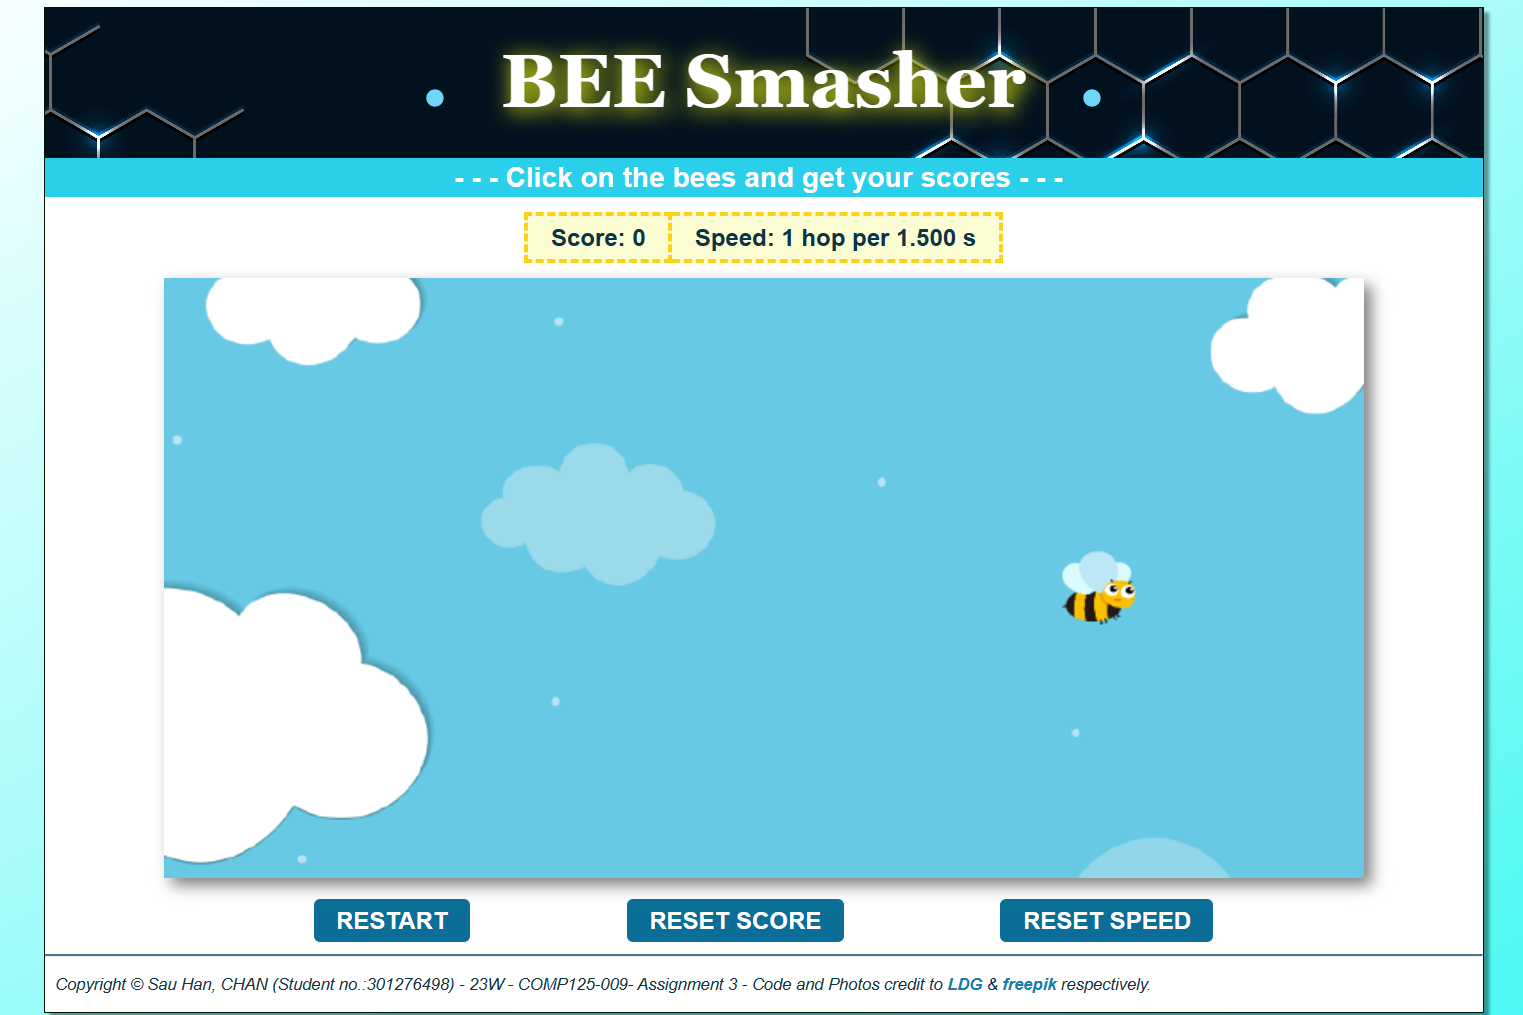 BEE Smasher
- - - Click on the bees and get your scores - - -
Score: 0
Speed: 1 hop per 1.500 s
RESTART
RESET SCORE
RESET SPEED
Copyright © Sau Han, CHAN (Student no.:301276498) - 23W - COMP125-009- Assignment 3 - Code and Photos credit to LDG & freepik respectively.